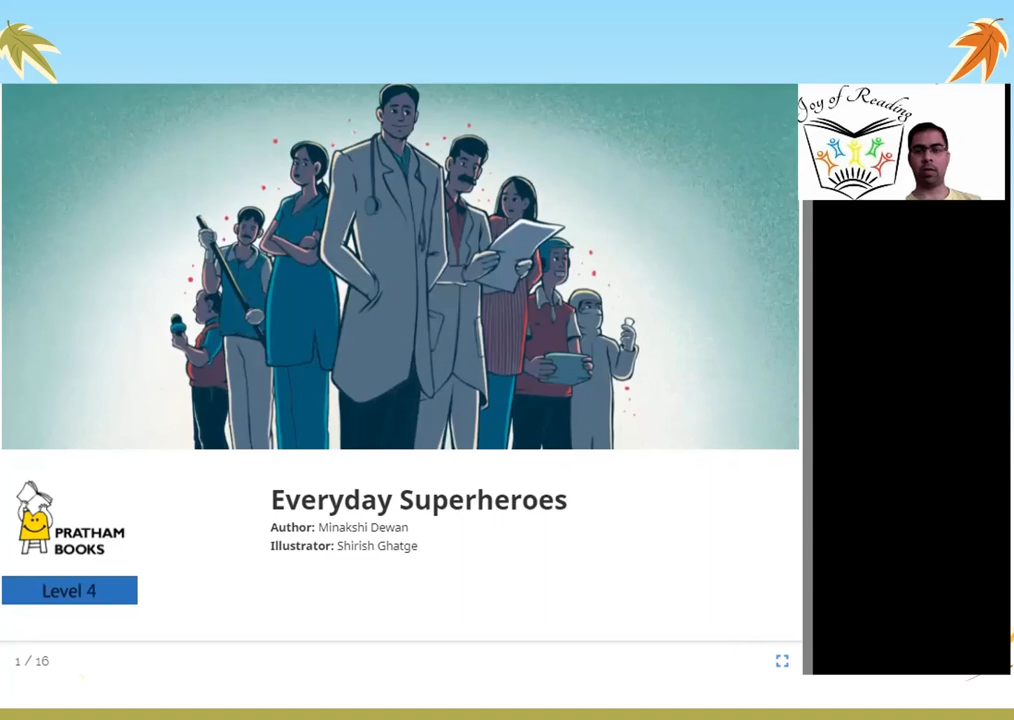 Joy of Reading
Everyday Superheroes
Author: Minakshi Dewan
Illustrator: Shirish Ghatge
PRATHAM
BOOKS
Level 4
1 / 16